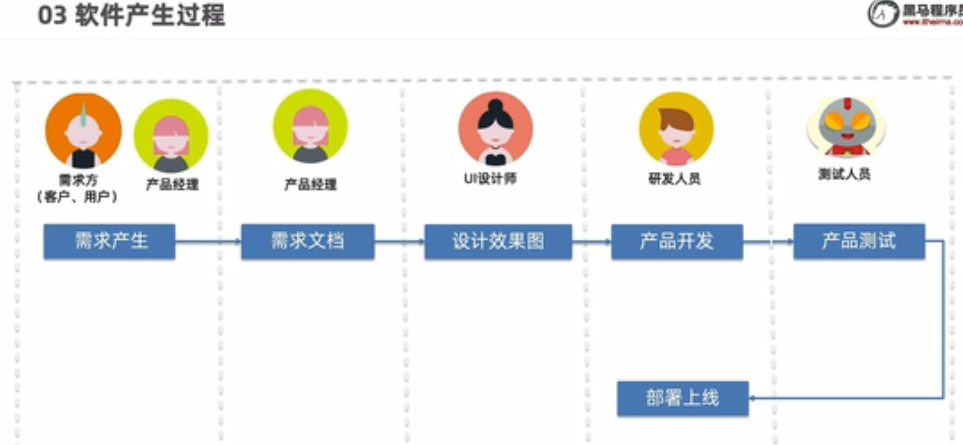 03 软件产生过程
黑马程序员
www.itheima.com
需求方
（客户、用户）
产品经理
产品经理
UI设计师
研发人员
测试人员
需求产生
需求文档
设计效果图
产品开发
产品测试
部署上线